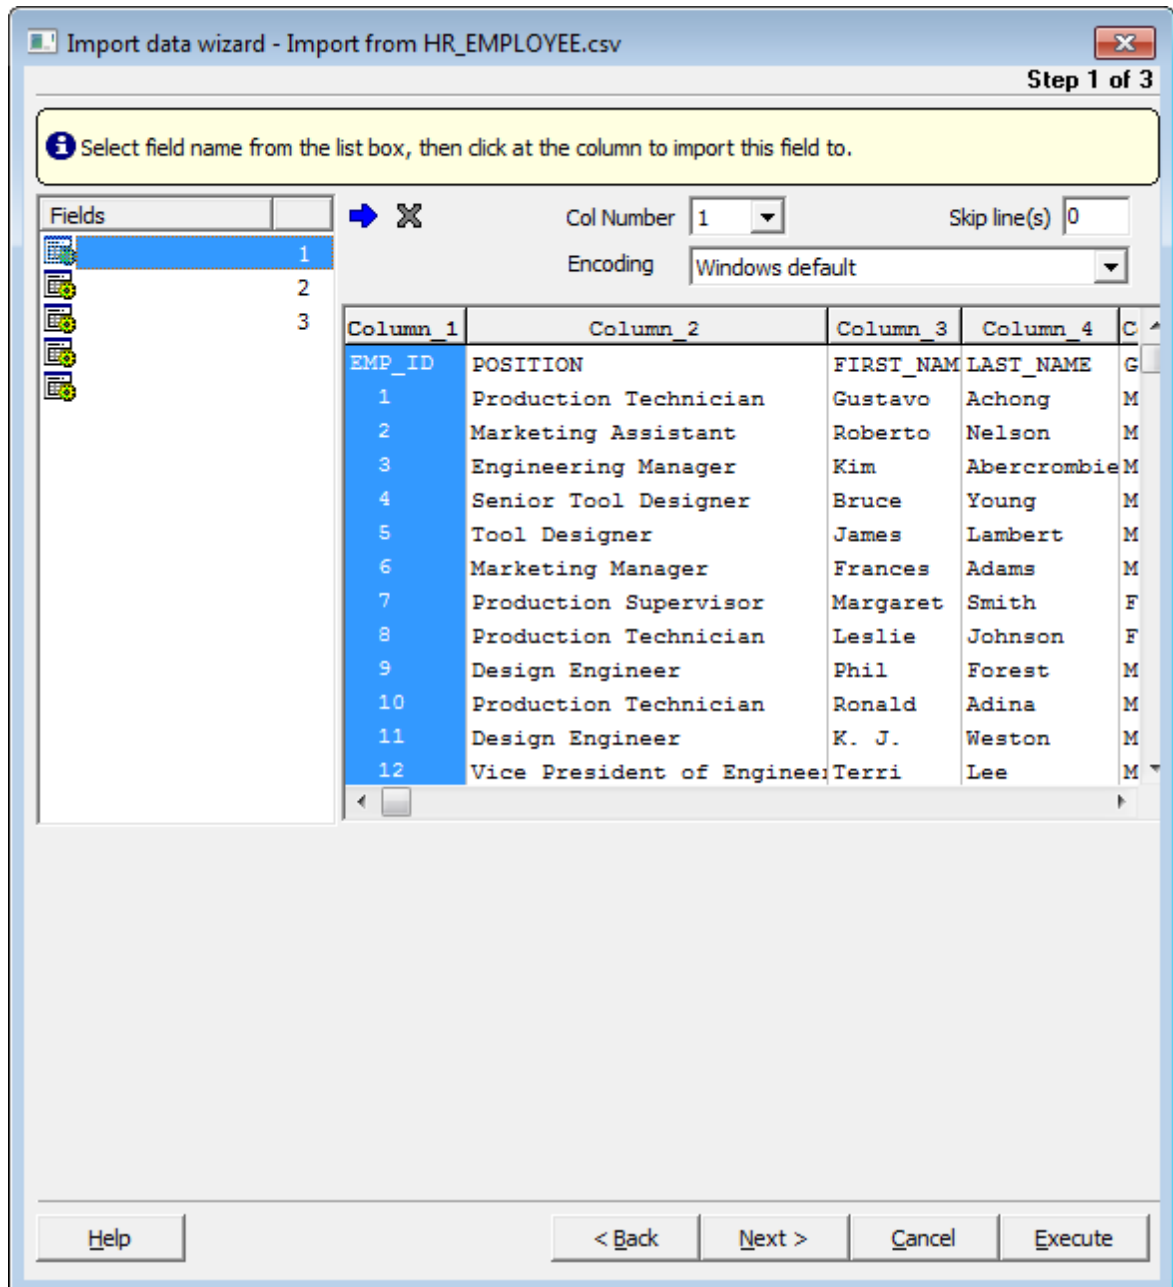 Import data wizard - Import from HR_EMPLOYEE.csv
Step 1 of 3
Select field name from the list box, then click at the column to import this field to.
Fields
1
2
3
Col Number 1 Skip line(s) 0
Encoding Windows default
Column_1 Column_2 Column_3 Column_4 C
EMP_ID POSITION FIRST_NAM LAST_NAME G
1 Production Technician Gustavo Achong M
2 Marketing Assistant Roberto Nelson M
3 Engineering Manager Kim Abercrombie M
4 Senior Tool Designer Bruce Young M
5 Tool Designer James Lambert M
6 Marketing Manager Frances Adams M
7 Production Supervisor Margaret Smith F
8 Production Technician Leslie Johnson F
9 Design Engineer Phil Forest M
10 Production Technician Ronald Adina M
11 Design Engineer K. J. Weston M
12 Vice President of Engineer Terri Lee M
Help < Back Next > Cancel Execute